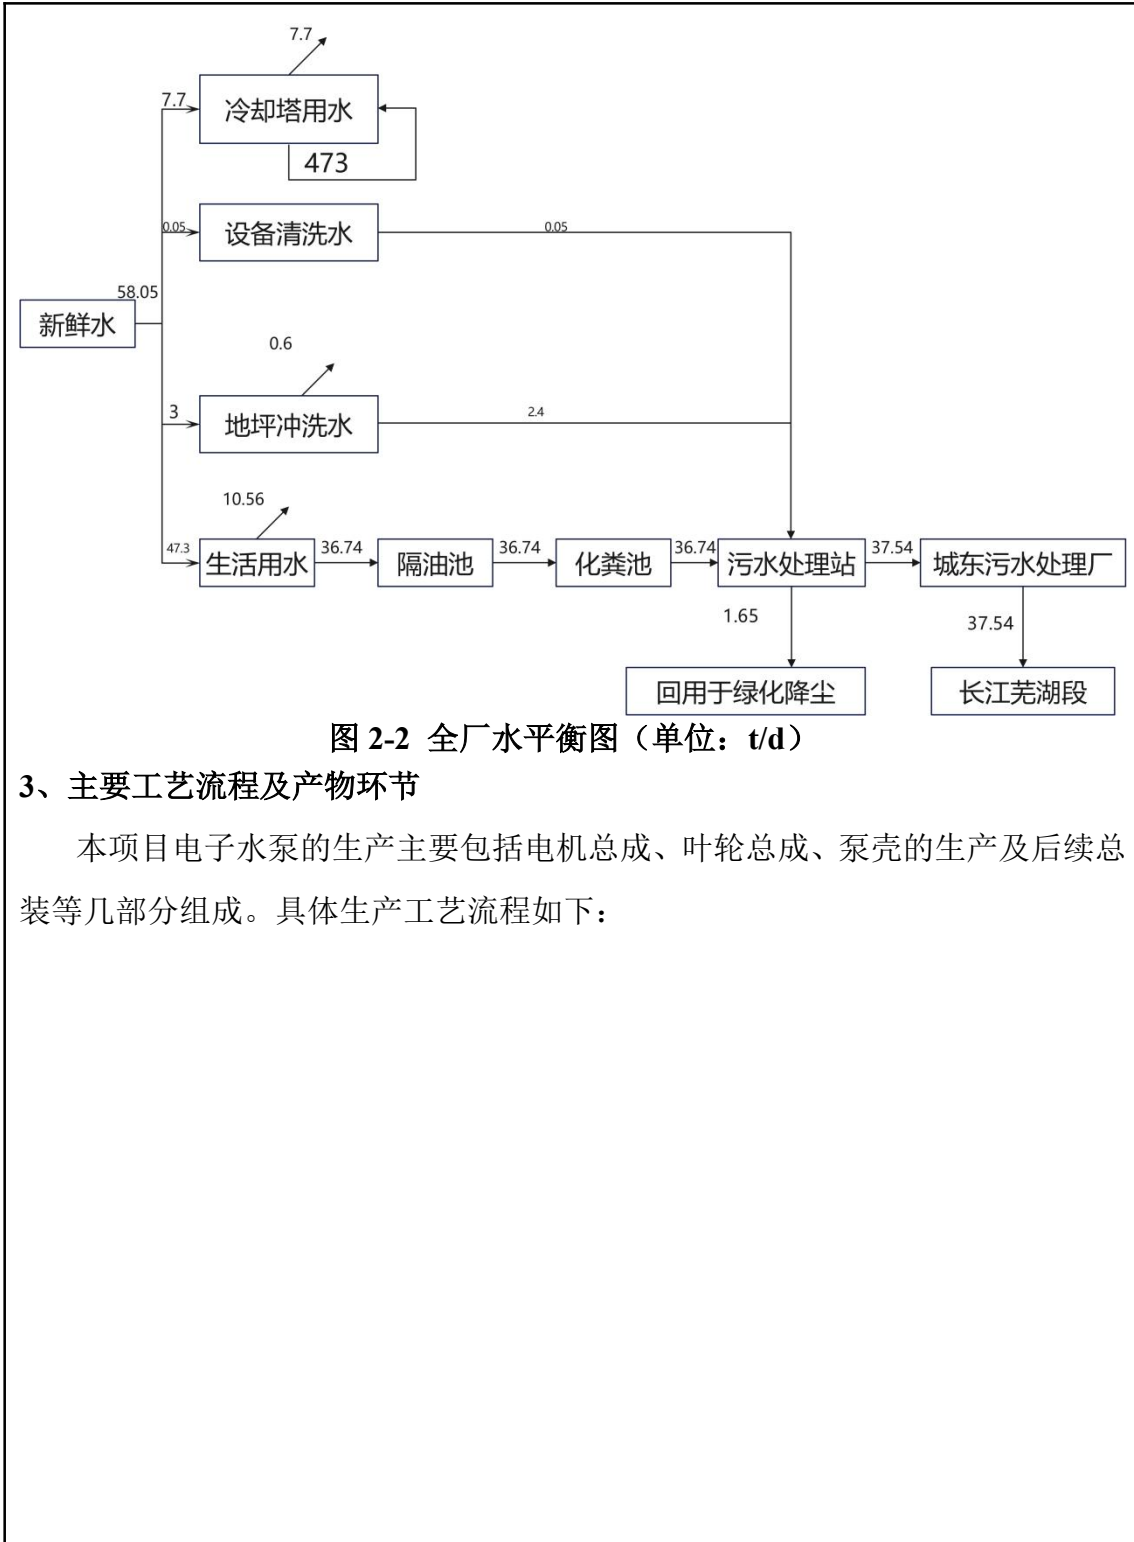 7.7
7.7
冷却塔用水
473
0.05
设备清洗水
0.05
58.05
新鲜水
0.6
3
地坪冲洗水
2.4
10.56
47.3
生活用水
36.74
隔油池
36.74
化粪池
36.74
污水处理站
37.54
城东污水处理厂
1.65
37.54
回用于绿化降尘
长江芜湖段
图 2-2 全厂水平衡图（单位：t/d）
3、主要工艺流程及产物环节
本项目电子水泵的生产主要包括电机总成、叶轮总成、泵壳的生产及后续总
装等几部分组成。具体生产工艺流程如下：